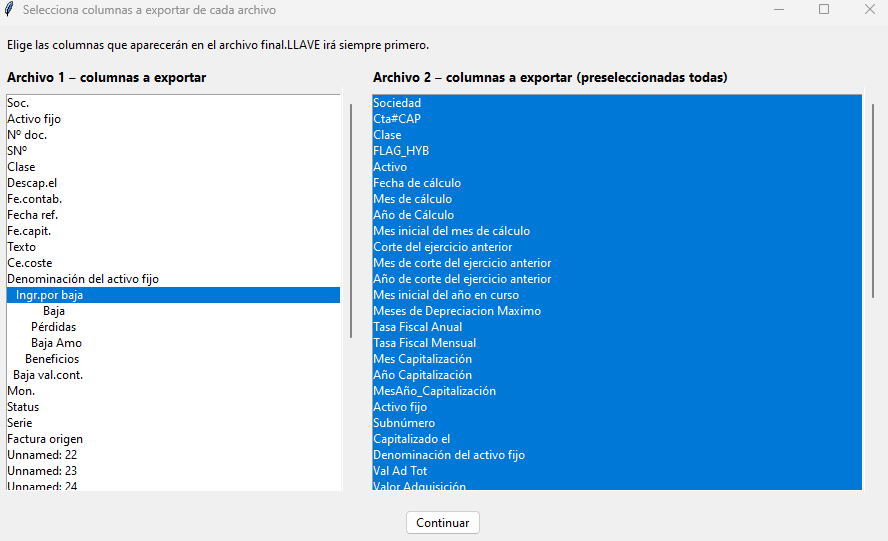 Selecciona columnas a exportar de cada archivo
Elige las columnas que aparecerán en el archivo final.LLAVE irá siempre primero.
Archivo 1 – columnas a exportar
Soc.
Activo fijo
Nº doc.
SNº
Clase
Descap.el
Fe.contab.
Fecha ref.
Fe.capit.
Texto
Ce.coste
Denominación del activo fijo
Ingr.por baja
Baja
Pérdidas
Baja Amo
Beneficios
Baja val.cont.
Mon.
Status
Serie
Factura origen
Unnamed: 22
Unnamed: 23
Unnamed: 24
Archivo 2 – columnas a exportar (preseleccionadas todas)
Sociedad
Cta#CAP
Clase
FLAG_HYB
Activo
Fecha de cálculo
Mes de cálculo
Año de Cálculo
Mes inicial del mes de cálculo
Corte del ejercicio anterior
Mes de corte del ejercicio anterior
Año de corte del ejercicio anterior
Mes inicial del año en curso
Meses de Depreciacion Maximo
Tasa Fiscal Anual
Tasa Fiscal Mensual
Mes Capitalización
Año Capitalización
MesAño_Capitalización
Activo fijo
Subnúmero
Capitalizado el
Denominación del activo fijo
Val Ad Tot
Valor Adquisición
Continuar